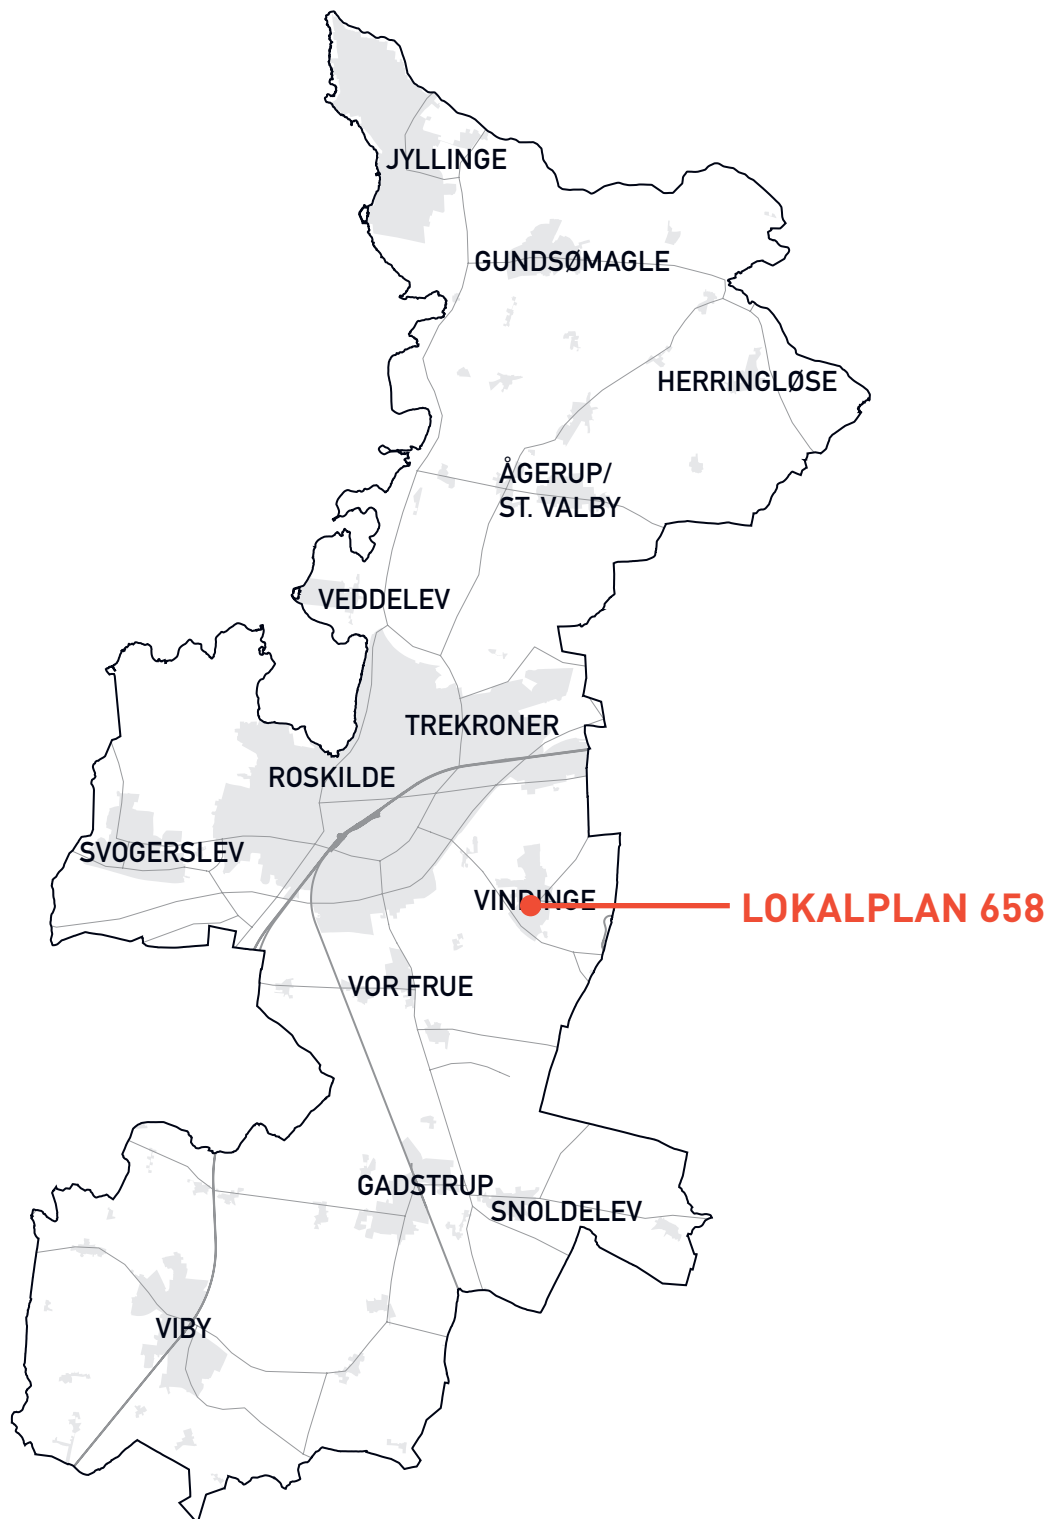 JYLLINGE
GUNDSØMAGLE
HERRINGLØSE
ÅGERUP/
ST. VALBY
VEDDELEV
TREKRONER
ROSKILDE
SVOGERSLEV
VINDINGE
LOKALPLAN 658
VOR FRUE
GADSTRUP
SNOLDELEV
VIBY